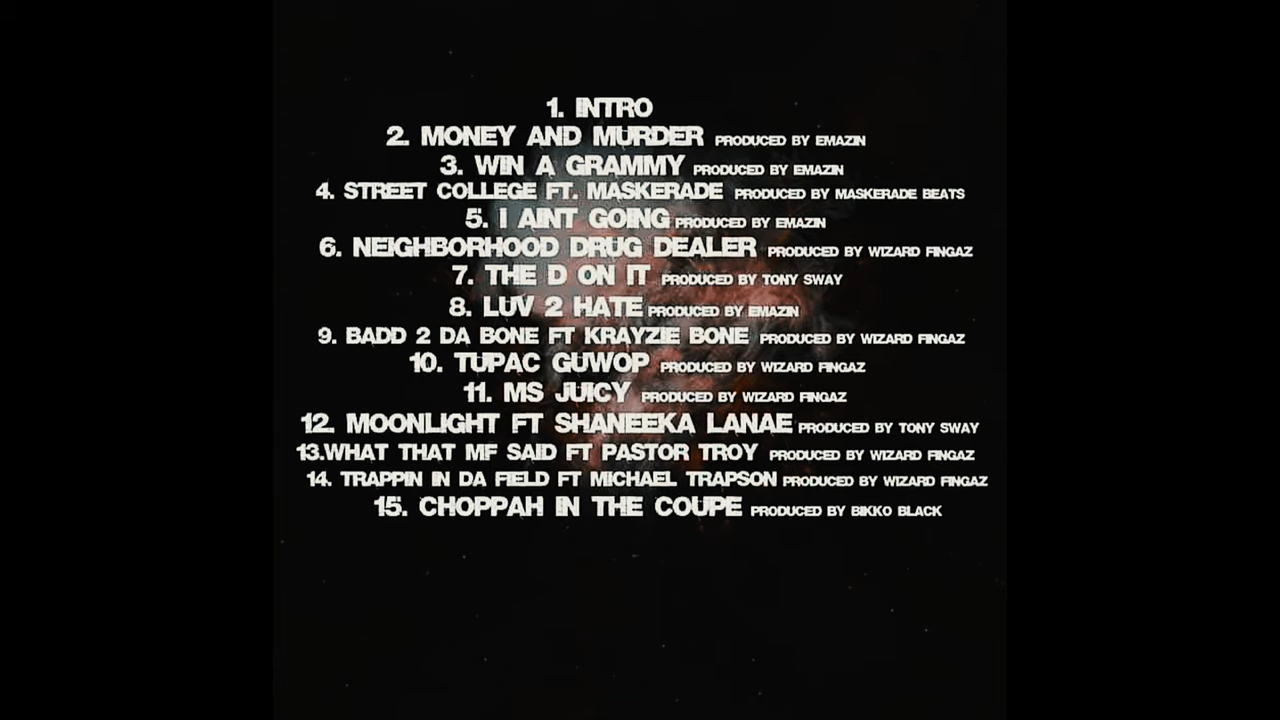 1. INTRO
2. MONEY AND MURDER PRODUCED BY EMAZIN
3. WIN A GRAMMY PRODUCED BY EMAZIN
4. STREET COLLEGE FT. MASKERADE PRODUCED BY MASKERADE BEATS
5. I AINT GOING PRODUCED BY EMAZIN
6. NEIGHBORHOOD DRUG DEALER PRODUCED BY WIZARD FINGAZ
7. THE D ON IT PRODUCED BY TONY SWAY
8. LUV 2 HATE PRODUCED BY EMAZIN
9. BADD 2 DA BONE FT KRAYZIE BONE PRODUCED BY WIZARD FINGAZ
10. TUPAC GUWOP PRODUCED BY WIZARD FINGAZ
11. MS JUICY PRODUCED BY WIZARD FINGAZ
12. MOONLIGHT FT SHANEEKA LANAE PRODUCED BY TONY SWAY
13.WHAT THAT MF SAID FT PASTOR TROY PRODUCED BY WIZARD FINGAZ
14. TRAPPIN IN DA FIELD FT MICHAEL TRAPSON PRODUCED BY WIZARD FINGAZ
15. CHOPPAH IN THE COUPE PRODUCED BY BIKKO BLACK